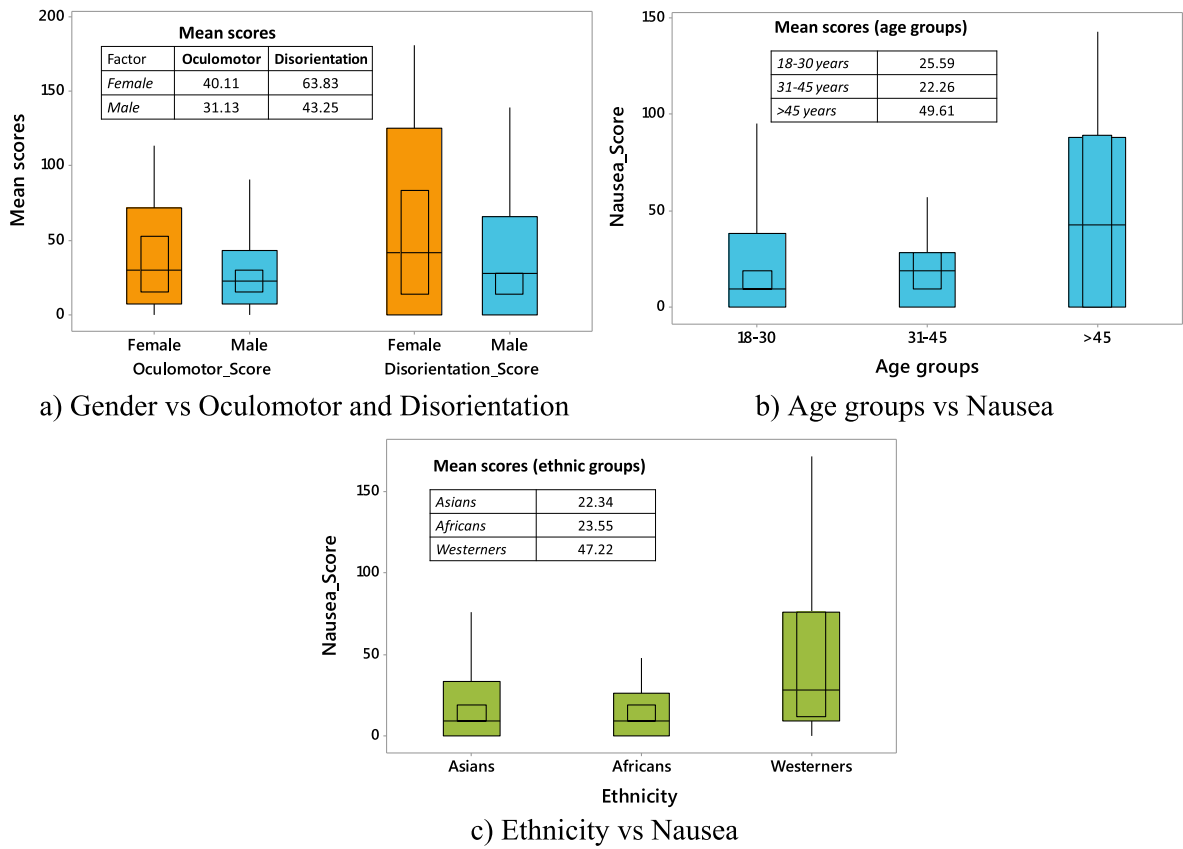 Mean scores
Factor Oculomotor Disorientation
Female 40.11 63.83
Male 31.13 43.25
200
150
100
50
0
Mean scores
Female Male Female Male
Oculomotor_Score Disorientation_Score
a) Gender vs Oculomotor and Disorientation
Mean scores (age groups)
18-30 years 25.59
31-45 years 22.26
>45 years 49.61
150
100
50
0
Nausea_Score
18-30 31-45 >45
Age groups
b) Age groups vs Nausea
Mean scores (ethnic groups)
Asians 22.34
Africans 23.55
Westerners 47.22
150
100
50
0
Nausea_Score
Asians Africans Westerners
Ethnicity
c) Ethnicity vs Nausea